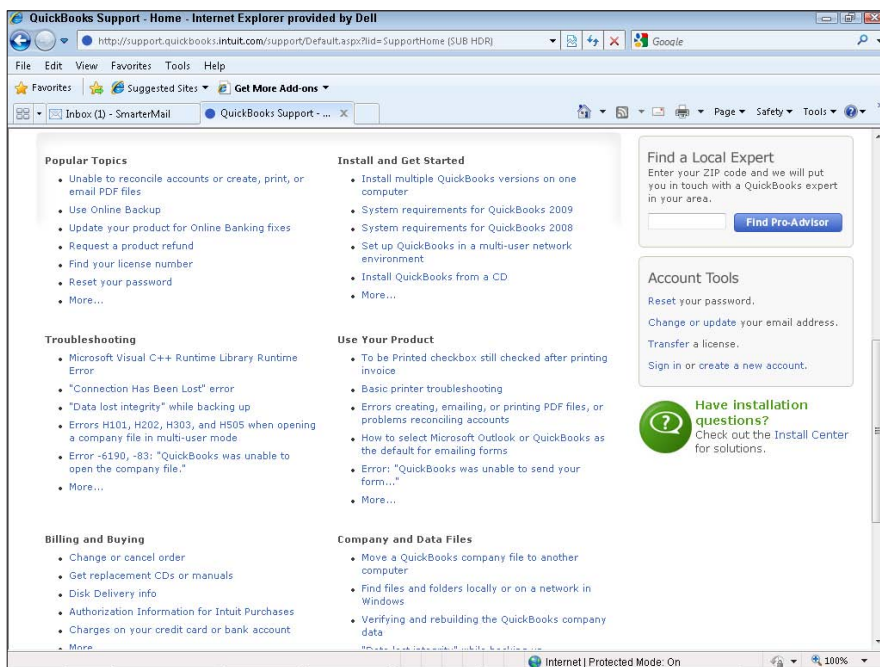 QuickBooks Support - Home - Internet Explorer provided by Dell
http://support.quickbooks.intuit.com/support/Default.aspx?lid=SupportHome (SUB HDR)
Google
File Edit View Favorites Tools Help
Favorites Suggested Sites Get More Add-ons
Inbox (1) - SmarterMail
QuickBooks Support - ... X
Page Safety Tools
Popular Topics
Unable to reconcile accounts or create, print, or
email PDF files
Use Online Backup
Update your product for Online Banking fixes
Request a product refund
Find your license number
Reset your password
More...
Install and Get Started
Install multiple QuickBooks versions on one
computer
System requirements for QuickBooks 2009
System requirements for QuickBooks 2008
Set up QuickBooks in a multi-user network
environment
Install QuickBooks from a CD
More...
Troubleshooting
Microsoft Visual C++ Runtime Library Runtime
Error
"Connection Has Been Lost" error
"Data lost integrity" while backing up
Errors H101, H202, H303, and H505 when opening
a company file in multi-user mode
Error -6190, -83: "QuickBooks was unable to
open the company file."
More...
Use Your Product
To be Printed checkbox still checked after printing
invoice
Basic printer troubleshooting
Errors creating, emailing, or printing PDF files, or
problems reconciling accounts
How to select Microsoft Outlook or QuickBooks as
the default for emailing forms
Error: "QuickBooks was unable to send your
form..."
More...
Billing and Buying
Change or cancel order
Get replacement CDs or manuals
Disk Delivery info
Authorization Information for Intuit Purchases
Charges on your credit card or bank account
More
Company and Data Files
Move a QuickBooks company file to another
computer
Find files and folders locally or on a network in
Windows
Verifying and rebuilding the QuickBooks company
data
"Data lost integrity" while backing up
Find a Local Expert
Enter your ZIP code and we will put
you in touch with a QuickBooks expert
in your area.
Find Pro-Advisor
Account Tools
Reset your password.
Change or update your email address.
Transfer a license.
Sign in or create a new account.
Have installation
questions?
Check out the Install Center
for solutions.
Internet | Protected Mode: On
100%